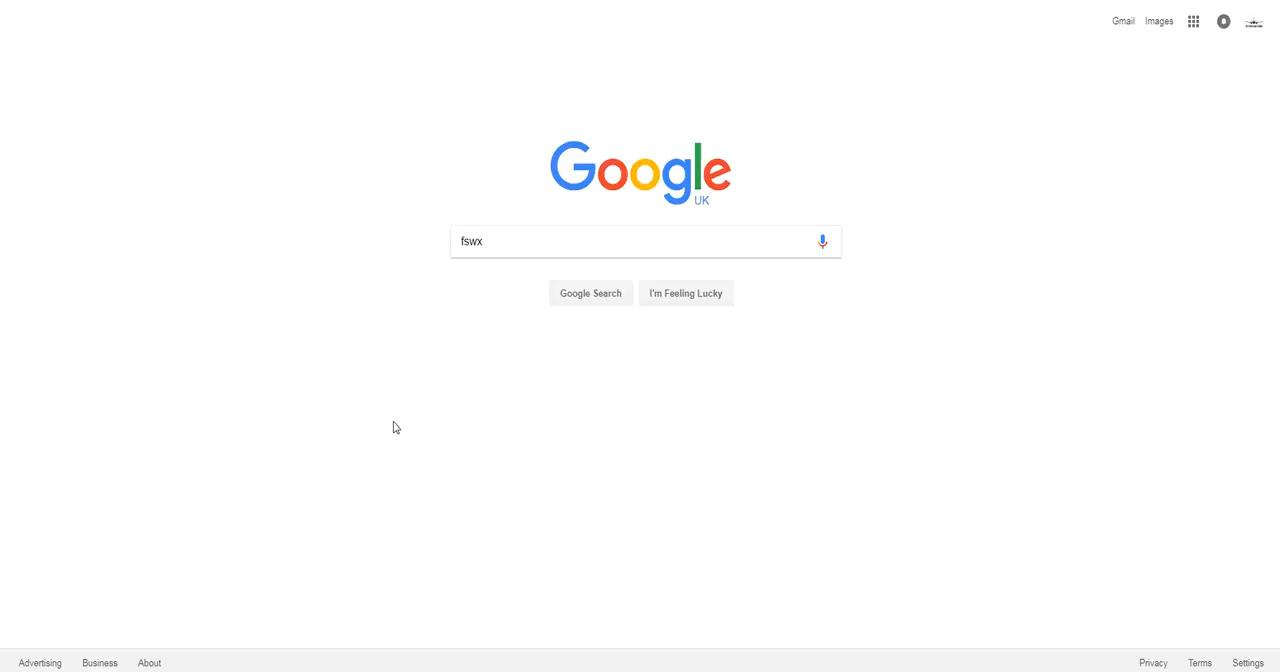 Gmail Images
Google
UK
fswx
Google Search I'm Feeling Lucky
Advertising Business About Privacy Terms Settings